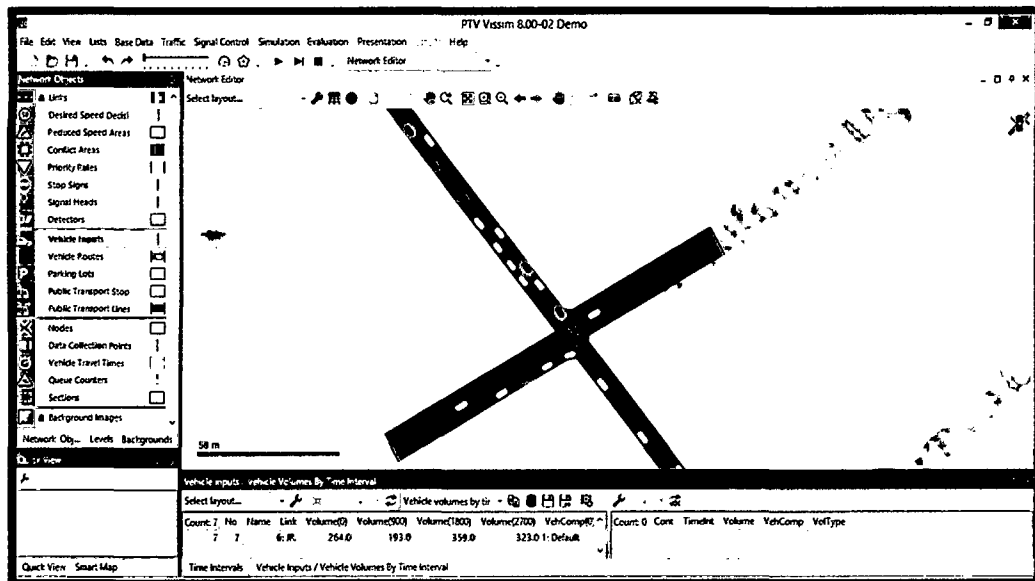 PTV Vissim 8.00-02 Demo
File Edit View Lists Base Data Traffic Signal Control Simulation Evaluation Presentation Help
Network Editor
Network Objects
Network Editor
Select layout...
Links
Desired Speed Decisi
Reduced Speed Areas
Conflict Areas
Priority Rules
Stop Signs
Signal Heads
Detectors
Vehicle Inputs
Vehicle Routes
Parking Lots
Public Transport Stop
Public Transport Lines
Nodes
Data Collection Points
Vehicle Travel Times
Queue Counters
Sections
Background Images
Network Obj... Levels Backgrounds
58 m
View
Vehicle Inputs / Vehicle Volumes By Time Interval
Select layout... Vehicle volumes by tir
Count: 7 No Name Link Volume(0) Volume(900) Volume(1800) Volume(2700) VehComp(0, Count: 0 Cont TimeInt Volume VehComp VolType
7 7 6: JR. 264.0 193.0 359.0 323.0 1: Default
Quick View Smart Map
Time Intervals Vehicle Inputs / Vehicle Volumes By Time Interval